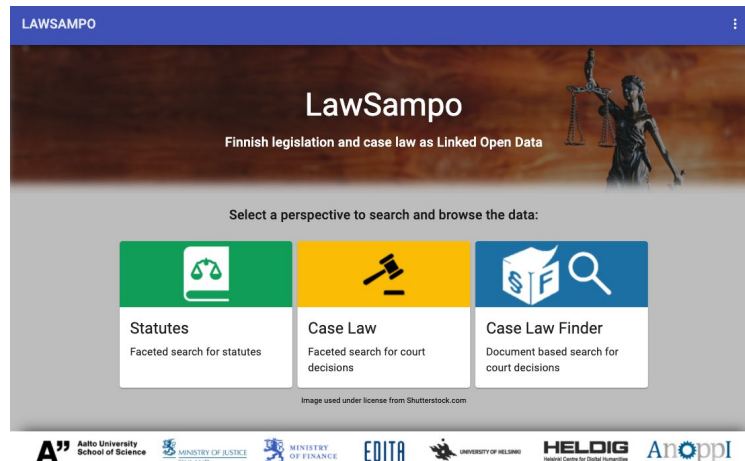 LAWSAMPO
LawSampo
Finnish legislation and case law as Linked Open Data
Select a perspective to search and browse the data:
§ F
Statutes
Faceted search for statutes
Case Law
Faceted search for court
decisions
Case Law Finder
Document based search for
court decisions
Image used under license from Shutterstock.com
A”
Aalto University
School of Science
MINISTRY OF JUSTICE
MINISTRY
OF FINANCE
EDITA
UNIVERSITY OF HELSINKI
HELDIG
Helsinki Centre for Digital Humanities
AnoppI